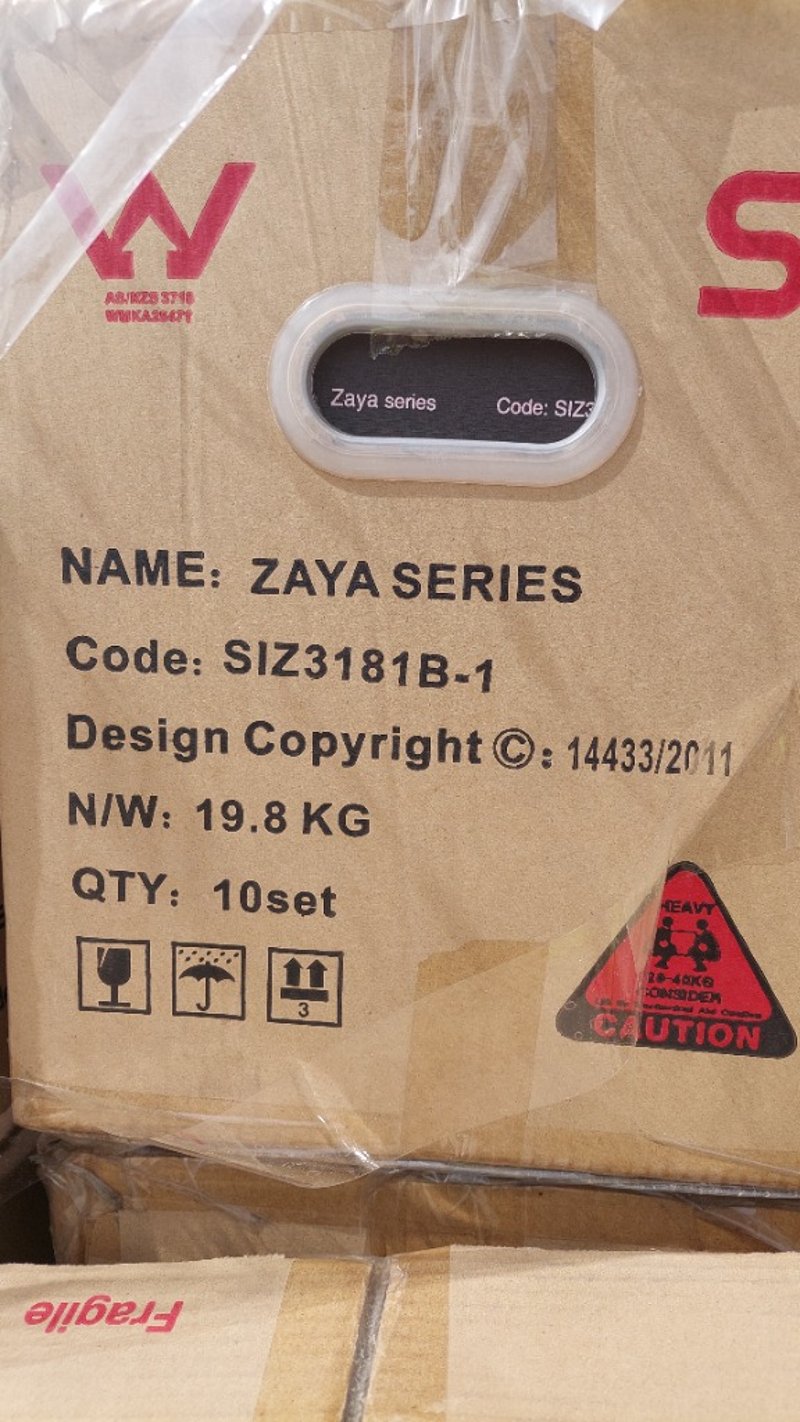 AS/NZS 3718
WMKA25471
S
Zaya series
Code: SIZ3
NAME: ZAYA SERIES
Code: SIZ3181B-1
Design Copyright ©: 14433/2011
N/W: 19.8 KG
QTY: 10set
3
HEAVY
CONSIDER
CAUTION
Fragile